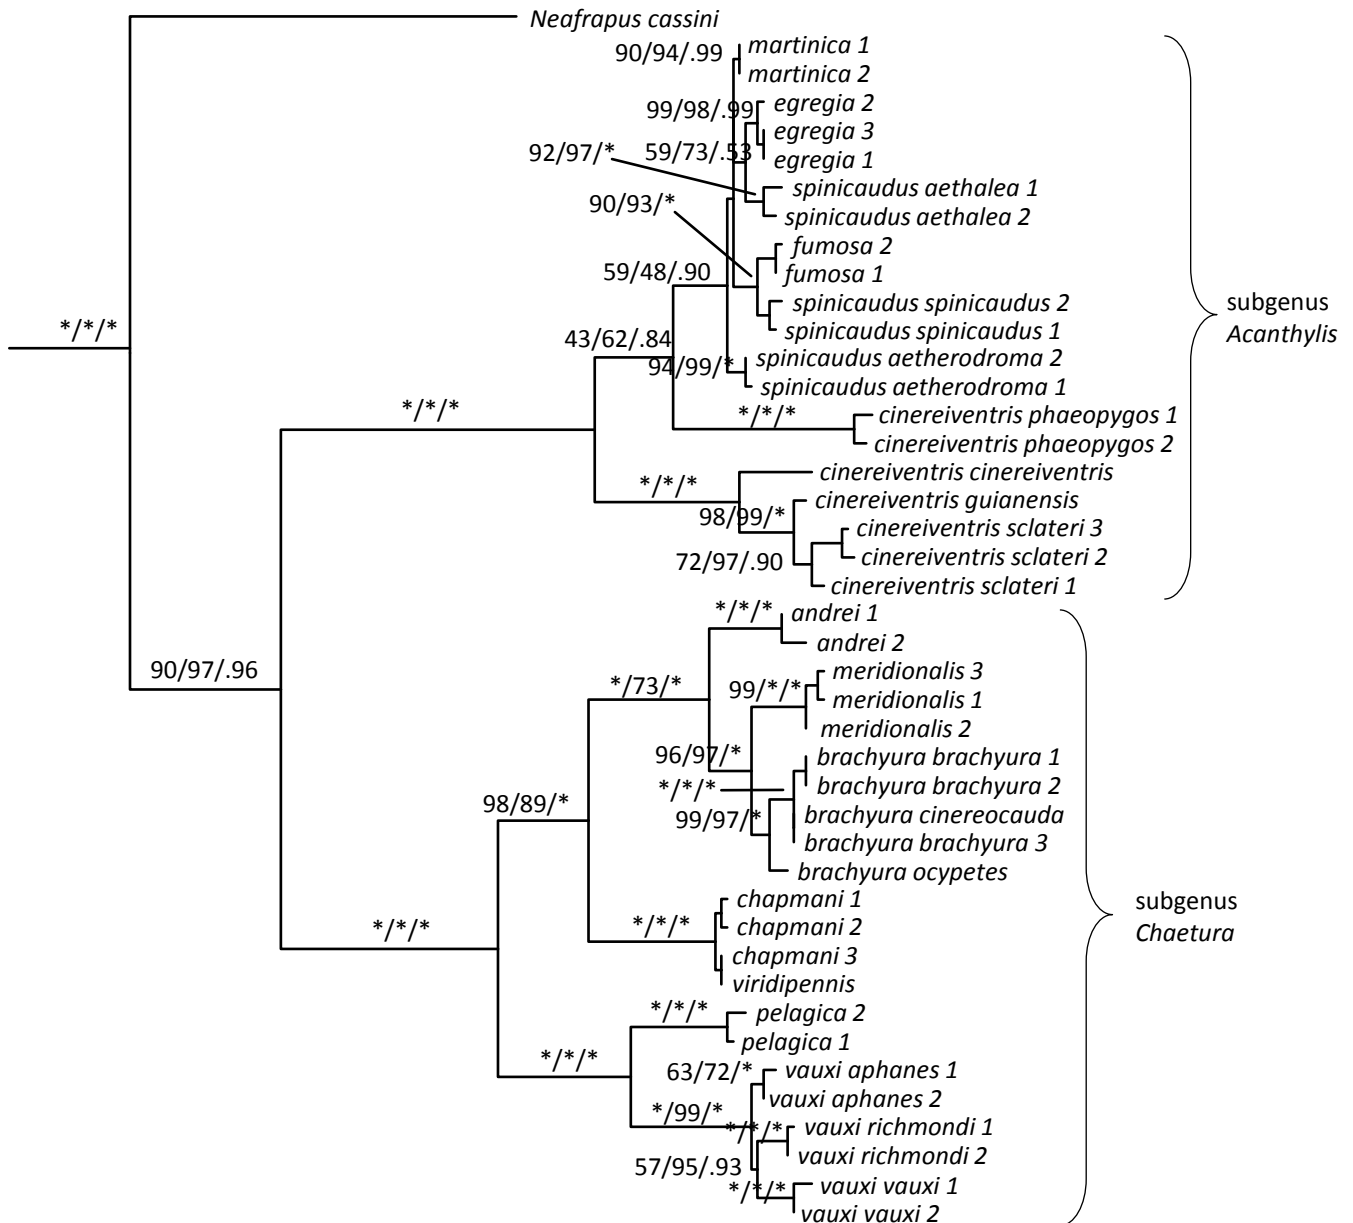 Neafrapus cassini
90/94/.99
martinica 1
martinica 2
99/98/.99
egregia 2
egregia 3
59/73/.53
92/97/*
egregia 1
spinicaudus aethalea 1
90/93/*
spinicaudus aethalea 2
fumosa 2
59/48/.90
fumosa 1
spinicaudus spinicaudus 2
subgenus
Acanthylis
*/*/*
spinicaudus spinicaudus 1
43/62/.84
spinicaudus aetherodroma 2
94/99/*
spinicaudus aetherodroma 1
*/*/*
*/*/*
cinereiventris phaeopygos 1
cinereiventris phaeopygos 2
cinereiventris cinereiventris
*/*/*
cinereiventris guianensis
98/99/*
cinereiventris sclateri 3
cinereiventris sclateri 2
72/97/.90
cinereiventris sclateri 1
*/*/*
andrei 1
andrei 2
90/97/.96
meridionalis 3
*/73/*
99/*/*
meridionalis 1
meridionalis 2
96/97/*
brachyura brachyura 1
*/*/*
brachyura brachyura 2
98/89/*
brachyura cinereocauda
99/97/*
brachyura brachyura 3
brachyura ocypetes
chapmani 1
subgenus
Chaetura
*/*/*
*/*/*
chapmani 2
chapmani 3
viridipennis
*/*/*
pelagica 2
pelagica 1
*/*/*
63/72/*
vauxi aphanes 1
vauxi aphanes 2
*/99/*
*/*/*
vauxi richmondi 1
vauxi richmondi 2
57/95/.93
*/*/*
vauxi vauxi 1
vauxi vauxi 2